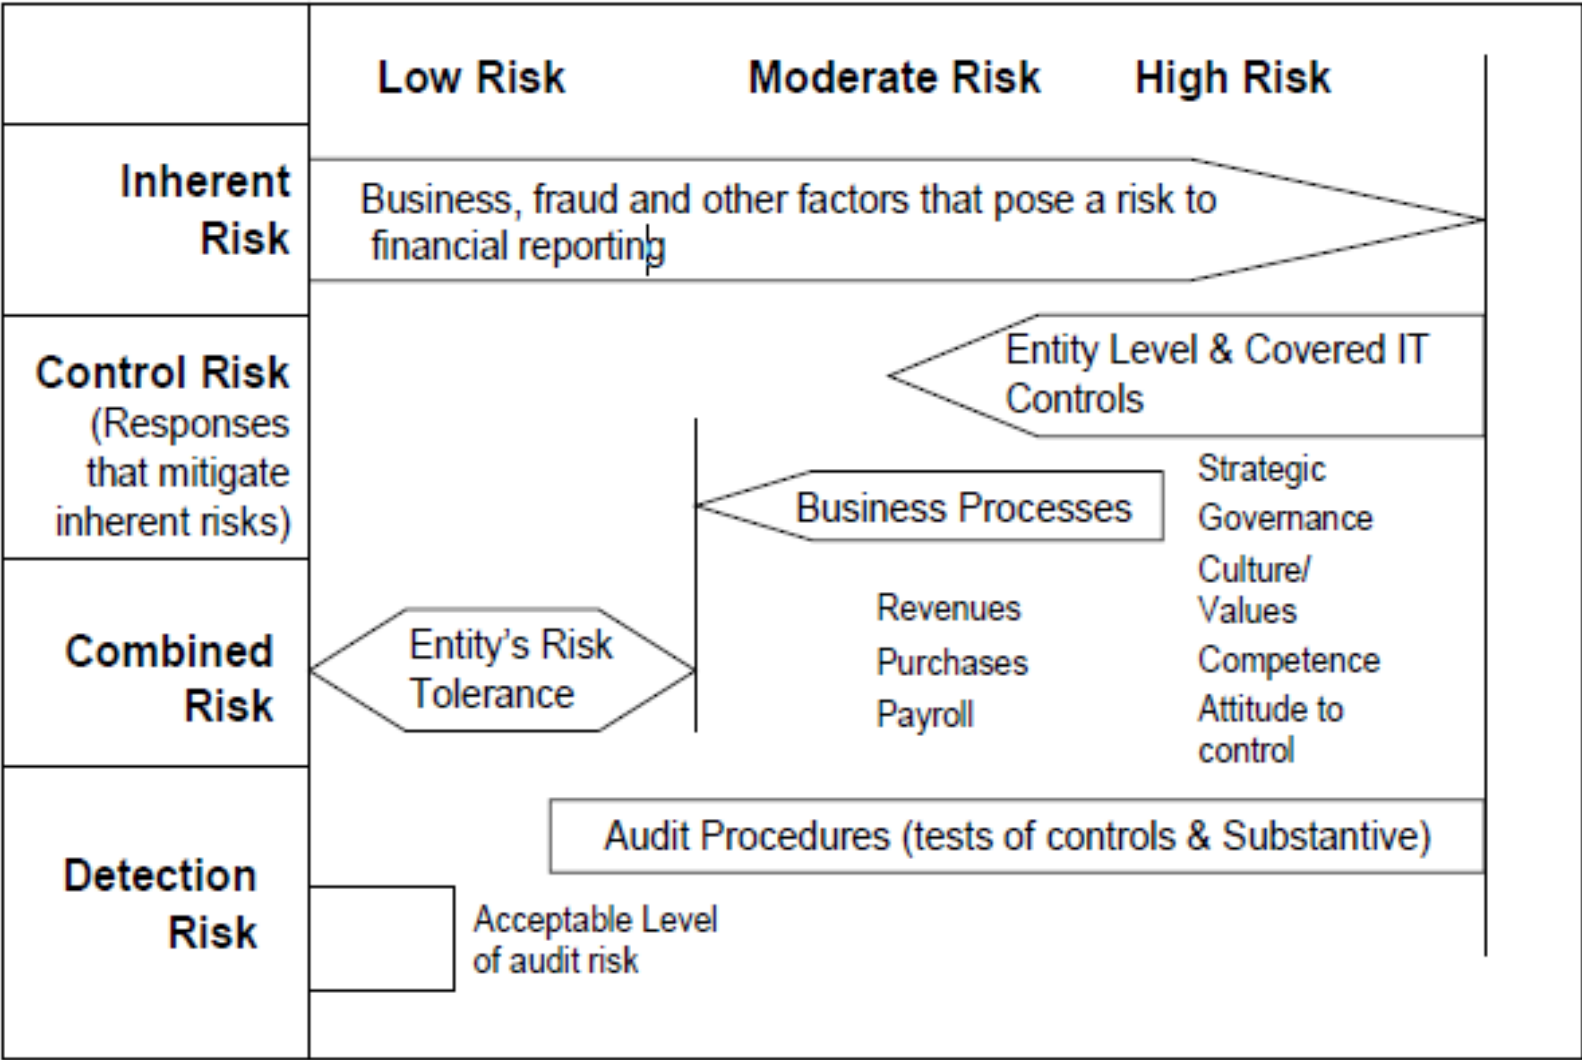 Low Risk Moderate Risk High Risk
Inherent
Risk
Business, fraud and other factors that pose a risk to
financial reporting
Control Risk
(Responses
that mitigate
inherent risks)
Entity Level & Covered IT
Controls
Business Processes
Strategic
Governance
Culture/
Values
Competence
Attitude to
control
Revenues
Purchases
Payroll
Combined
Risk
Entity’s Risk
Tolerance
Detection
Risk
Audit Procedures (tests of controls & Substantive)
Acceptable Level
of audit risk